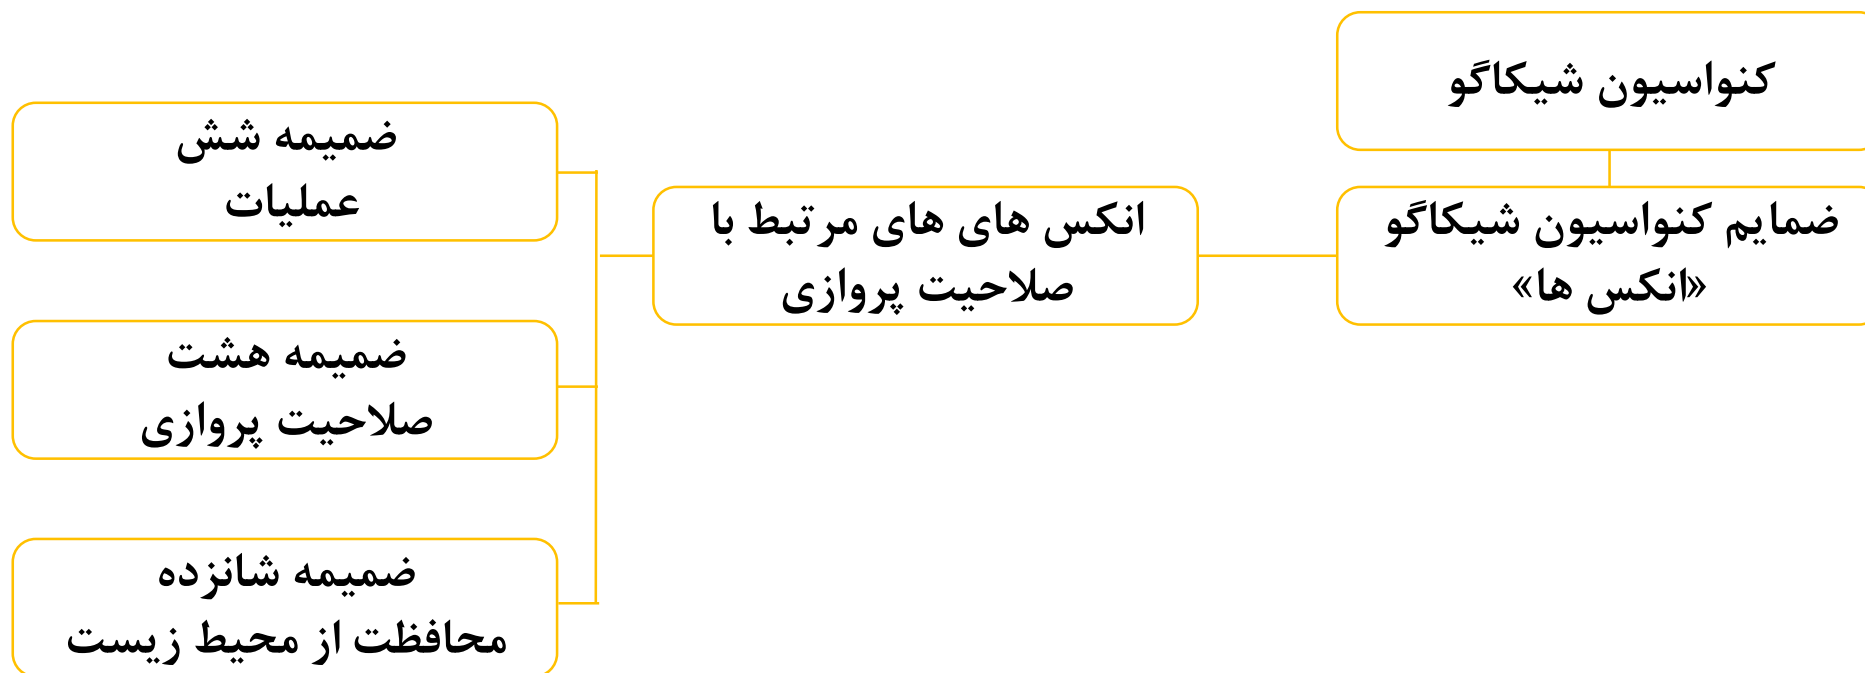 کنواسیون شیکاگو
ضمایم کنواسیون شیکاگو
«انکس ها»
انکس های های مرتبط با
صلاحیت پروازی
ضمیمه شش
عملیات
ضمیمه هشت
صلاحیت پروازی
ضمیمه شانزده
محافظت از محیط زیست